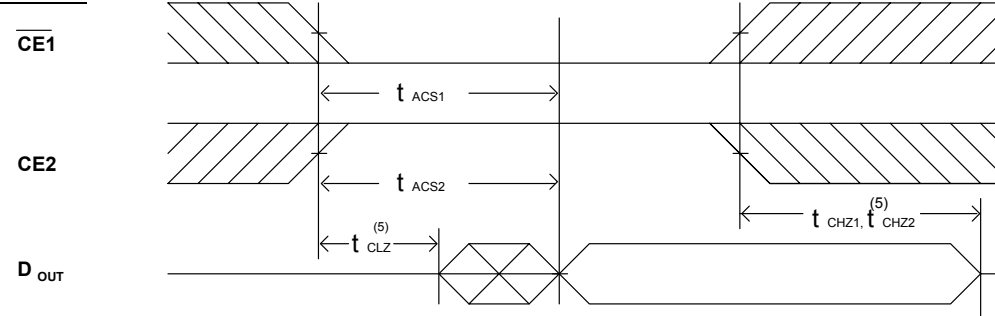 CE1
t ACS1
CE2
t ACS2
t CLZ (5)
t CHZ1, t CHZ2 (5)
D OUT